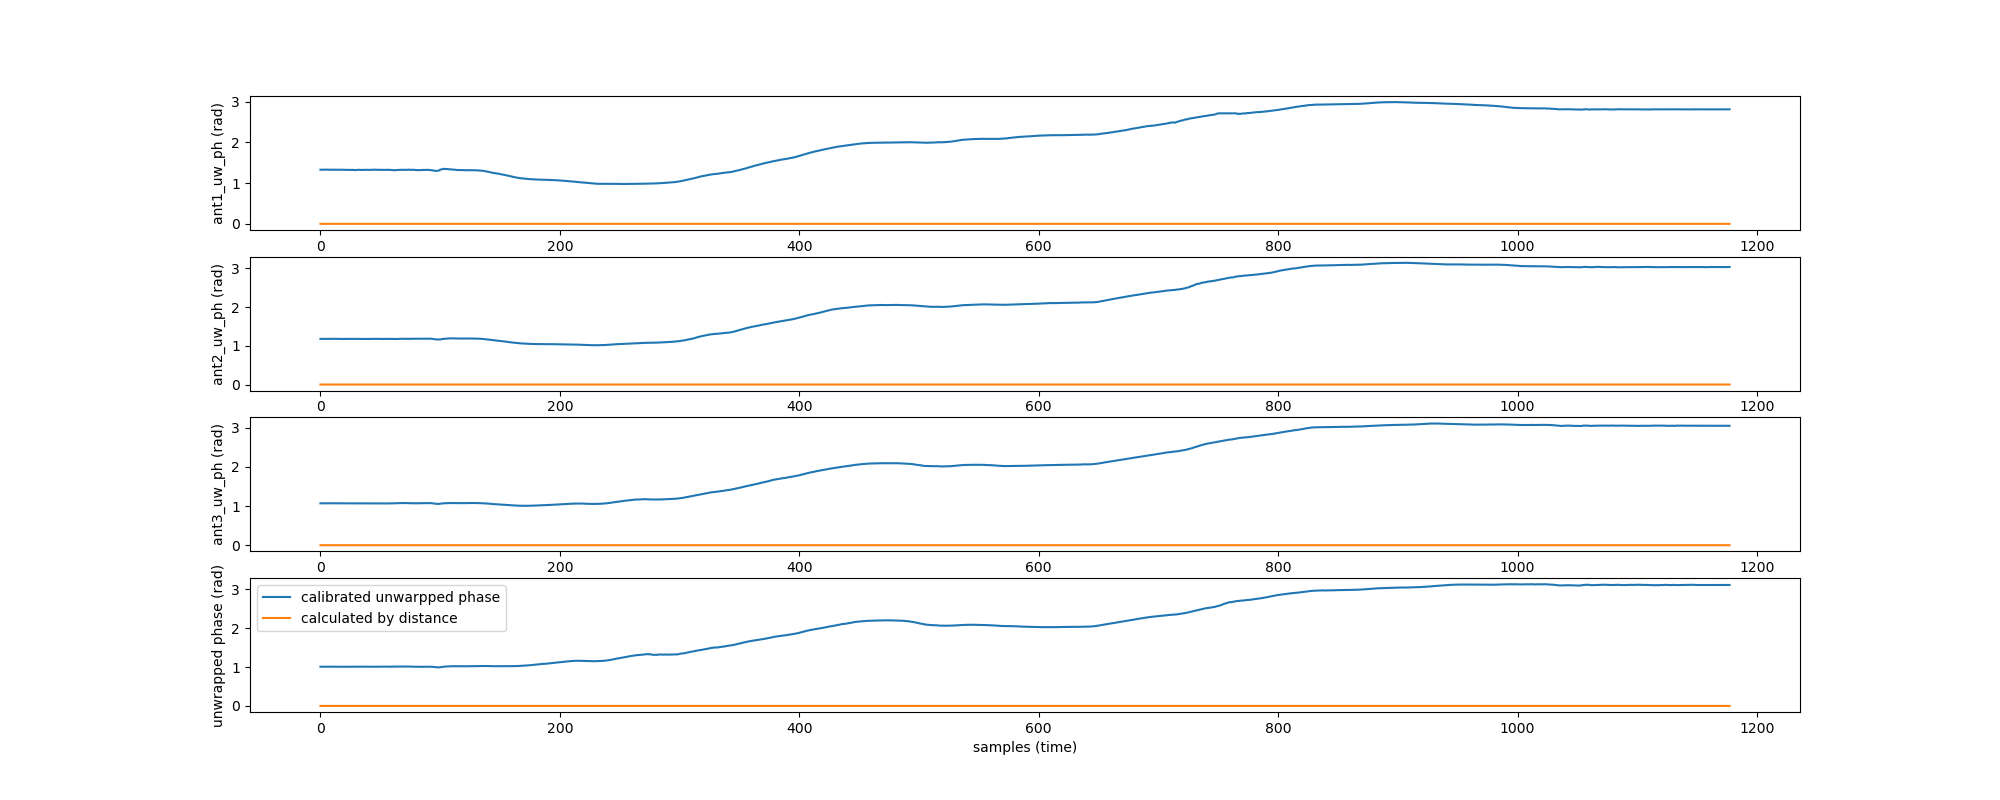 ant1_uw_ph (rad)
3
2
1
0
0 200 400 600 800 1000 1200
ant2_uw_ph (rad)
3
2
1
0
0 200 400 600 800 1000 1200
ant3_uw_ph (rad)
3
2
1
0
0 200 400 600 800 1000 1200
unwrapped phase (rad)
3
2
1
0
calibrated unwarpped phase
calculated by distance
0 200 400 600 800 1000 1200
samples (time)